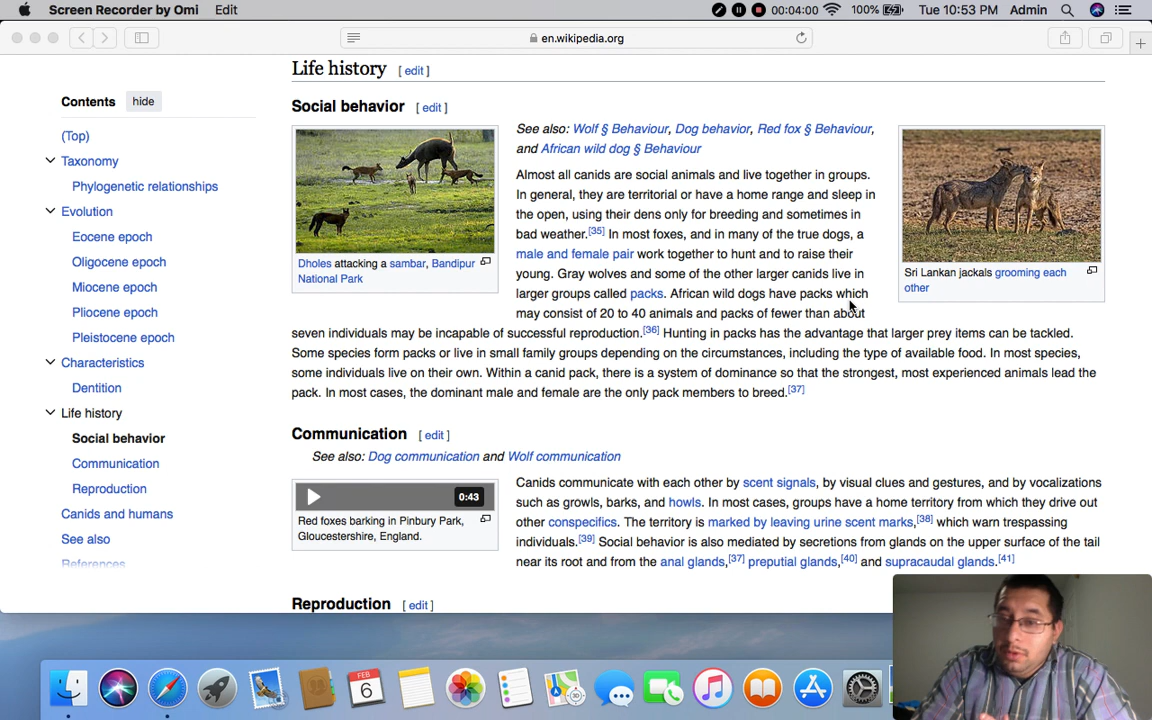 Screen Recorder by Omi Edit 00:04:00 100% Tue 10:53 PM Admin
en.wikipedia.org
Contents hide
(Top)
Taxonomy
Phylogenetic relationships
Evolution
Eocene epoch
Oligocene epoch
Miocene epoch
Pliocene epoch
Pleistocene epoch
Characteristics
Dentition
Life history
Social behavior
Communication
Reproduction
Canids and humans
See also
References
Life history [ edit ]
Social behavior [ edit ]
Dholes attacking a sambar, Bandipur
National Park
See also: Wolf § Behaviour, Dog behavior, Red fox § Behaviour,
and African wild dog § Behaviour
Almost all canids are social animals and live together in groups.
In general, they are territorial or have a home range and sleep in
the open, using their dens only for breeding and sometimes in
bad weather.[35] In most foxes, and in many of the true dogs, a
male and female pair work together to hunt and to raise their
young. Gray wolves and some of the other larger canids live in
larger groups called packs. African wild dogs have packs which
may consist of 20 to 40 animals and packs of fewer than about
seven individuals may be incapable of successful reproduction.[36] Hunting in packs has the advantage that larger prey items can be tackled.
Some species form packs or live in small family groups depending on the circumstances, including the type of available food. In most species,
some individuals live on their own. Within a canid pack, there is a system of dominance so that the strongest, most experienced animals lead the
pack. In most cases, the dominant male and female are the only pack members to breed.[37]
Sri Lankan jackals grooming each
other
Communication [ edit ]
See also: Dog communication and Wolf communication
0:43
Red foxes barking in Pinbury Park,
Gloucestershire, England.
Canids communicate with each other by scent signals, by visual clues and gestures, and by vocalizations
such as growls, barks, and howls. In most cases, groups have a home territory from which they drive out
other conspecifics. The territory is marked by leaving urine scent marks,[38] which warn trespassing
individuals.[39] Social behavior is also mediated by secretions from glands on the upper surface of the tail
near its root and from the anal glands,[37] preputial glands,[40] and supracaudal glands.[41]
Reproduction [ edit ]
FEB
6